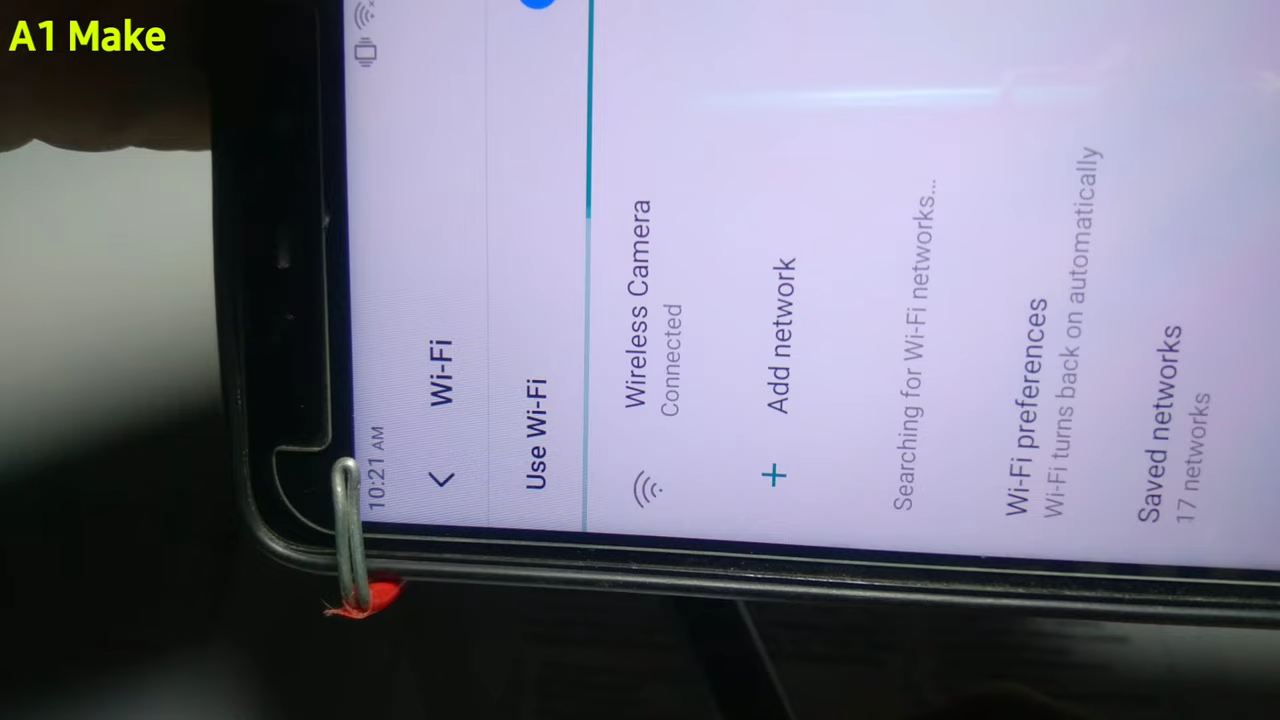 A1 Make
10:21 AM
Wi-Fi
Use Wi-Fi
Wireless Camera
Connected
Add network
Searching for Wi-Fi networks...
Wi-Fi preferences
Wi-Fi turns back on automatically
Saved networks
17 networks